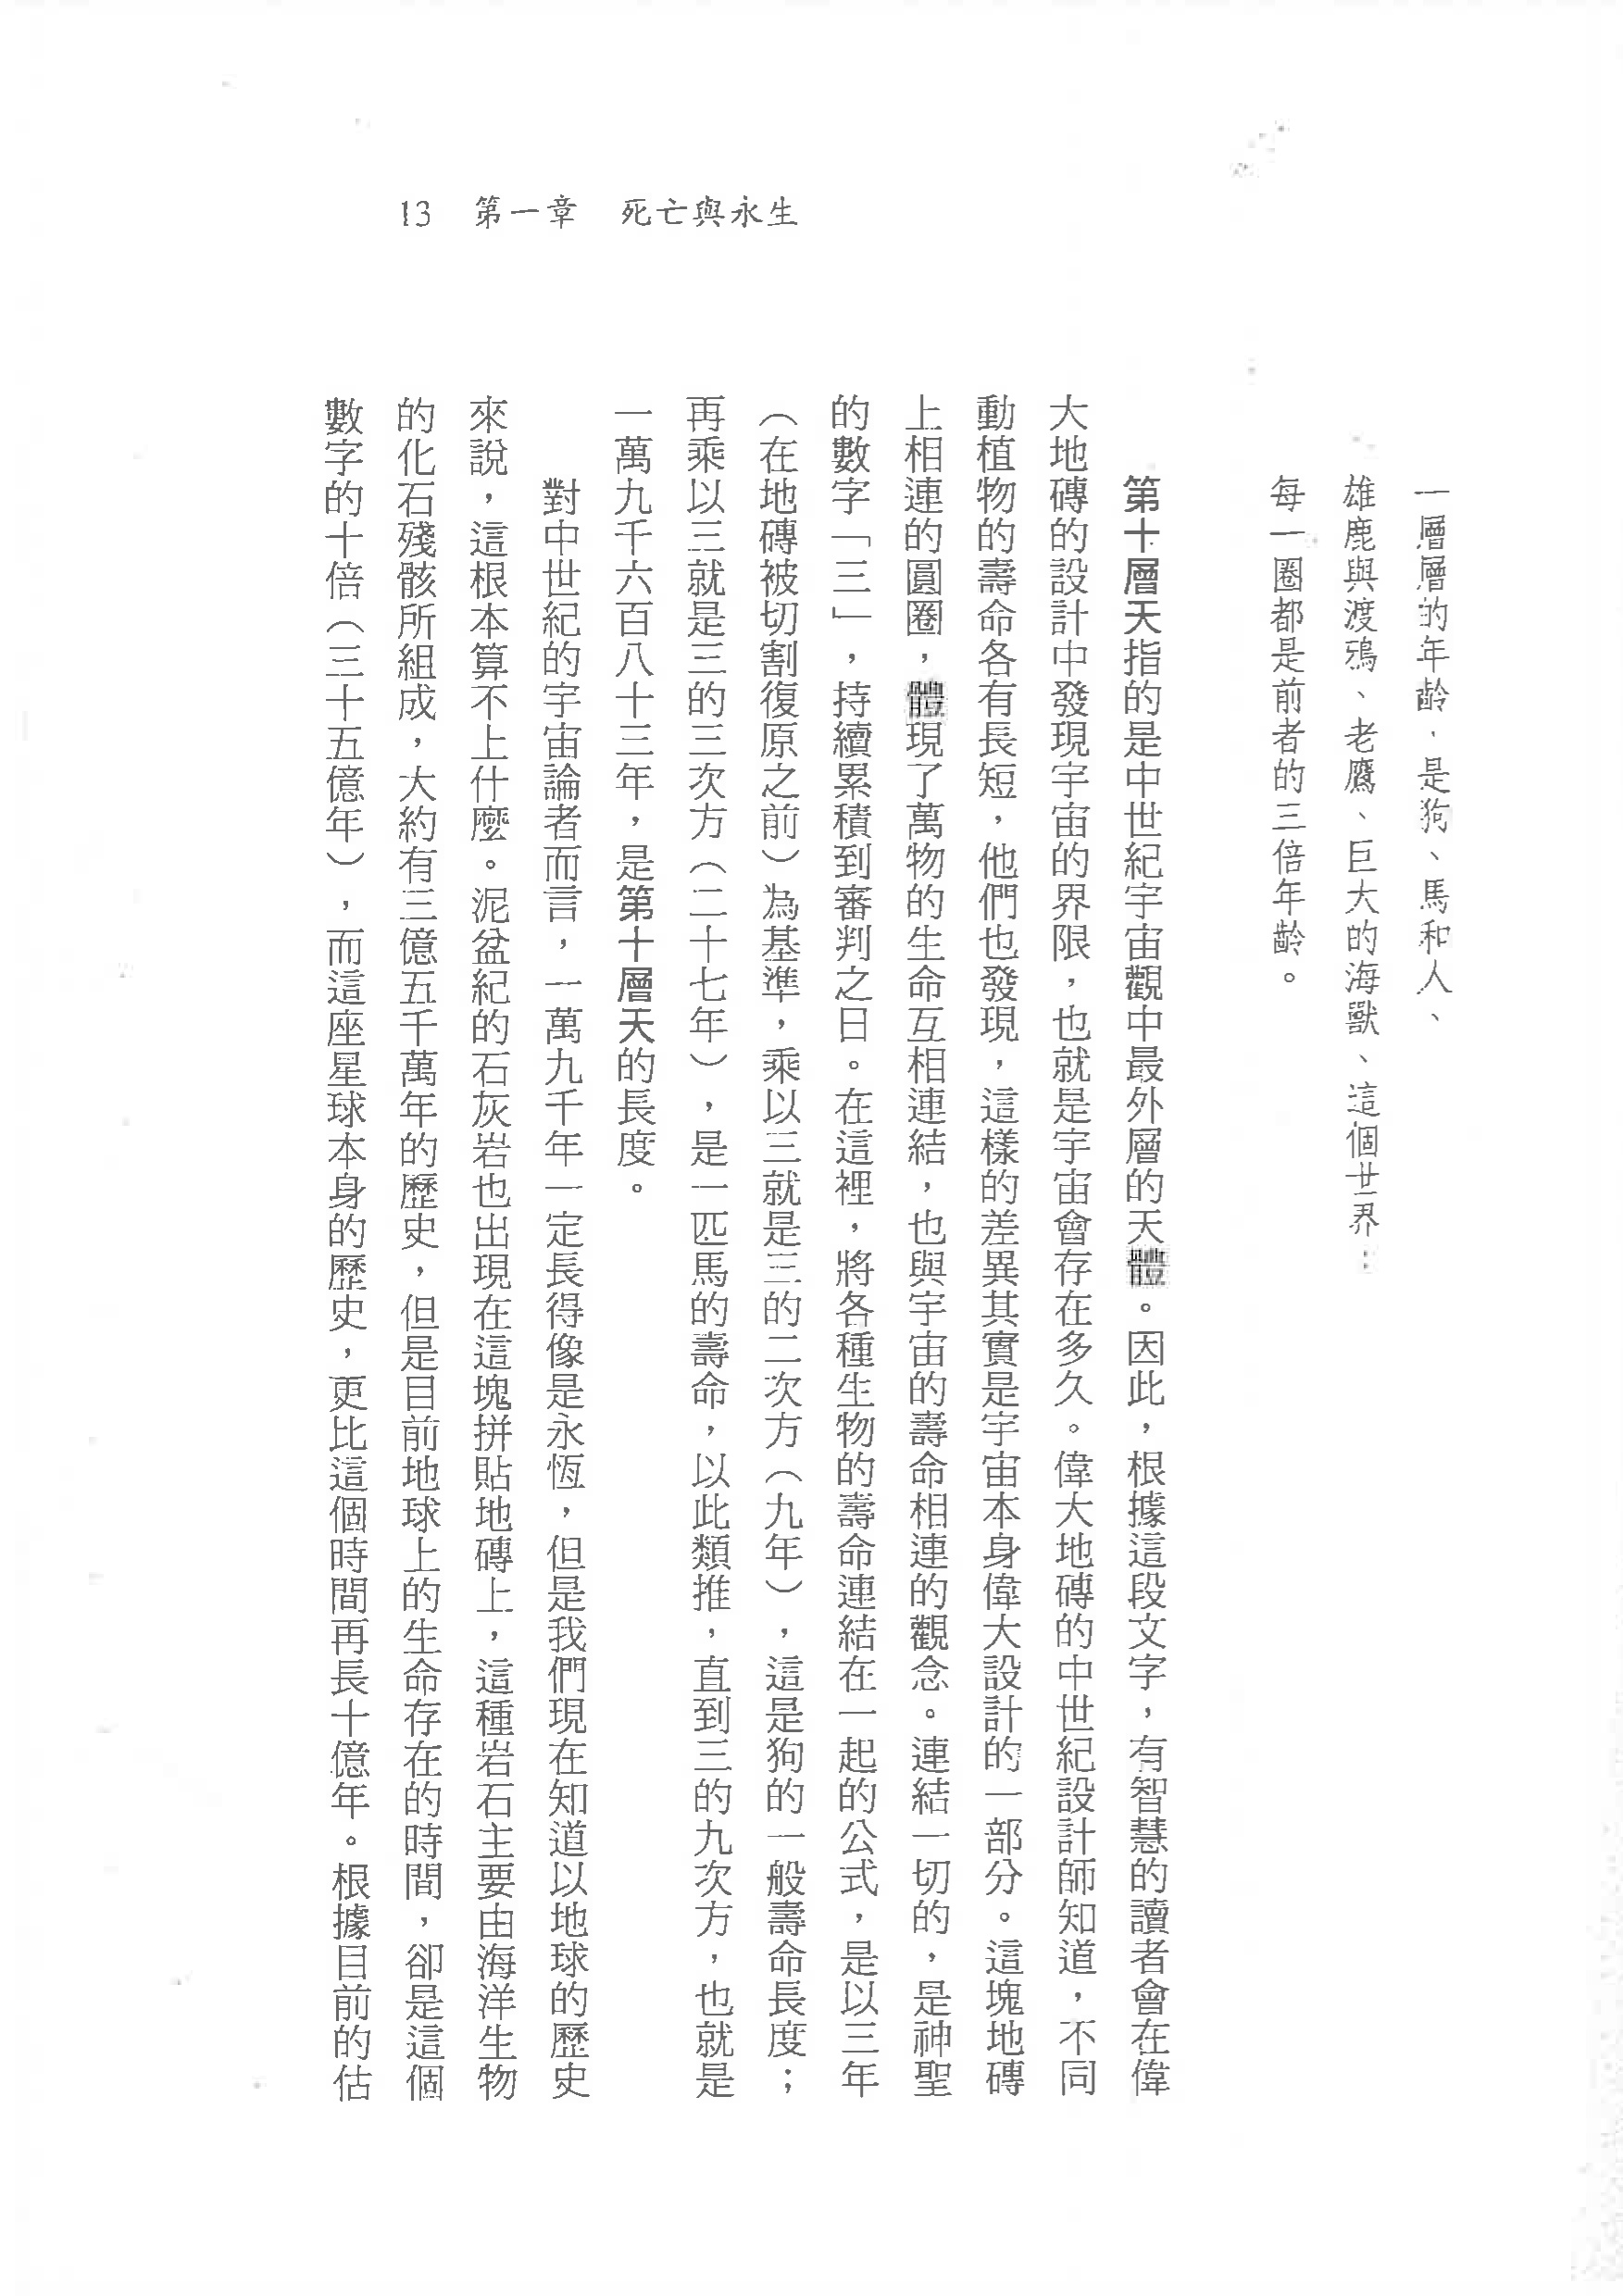 13 第一章 死亡與永生
一層層的年齡,是狗、馬和人、
雄鹿與渡鴉、老鷹、巨大的海獸、這個世界:
每一圈都是前者的三倍年齡。
第十層天指的是中世紀宇宙觀中最外層的天體。因此,根據這段文字,有智慧的讀者會在偉
大地磚的設計中發現宇宙的界限,也就是宇宙會存在多久。偉大地磚的中世紀設計師知道,不同
動植物的壽命各有長短,他們也發現,這樣的差異其實是宇宙本身偉大設計的一部分。這塊地磚
上相連的圓圈,體現了萬物的生命互相連結,也與宇宙的壽命相連的觀念。連結一切的,是神聖
的數字「三」,持續累積到審判之日。在這裡,將各種生物的壽命連結在一起的公式,是以三年
(在地磚被切割復原之前)為基準,乘以三就是三的二次方(九年),這是狗的一般壽命長度;
再乘以三就是三的三次方(二十七年),是一匹馬的壽命,以此類推,直到三的九次方,也就是
一萬九千六百八十三年,是第十層天的長度。
對中世紀的宇宙論者而言,一萬九千年一定長得像是永恆,但是我們現在知道以地球的歷史
來說,這根本算不上什麼。泥盆紀的石灰岩也出現在這塊拼貼地磚上,這種岩石主要由海洋生物
的化石殘骸所組成,大約有三億五千萬年的歷史,但是目前地球上的生命存在的時間,卻是這個
數字的十倍(三十五億年),而這座星球本身的歷史,更比這個時間再長十億年。根據目前的估